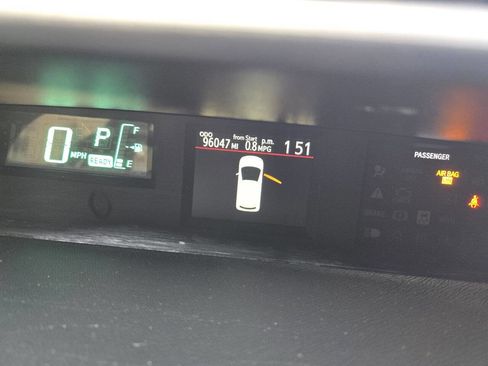 0 MPH
P
READY
F
E
ODO
96047 MI
from Start
0.8 MPG
p.m.
1 51
PASSENGER
AIR BAG